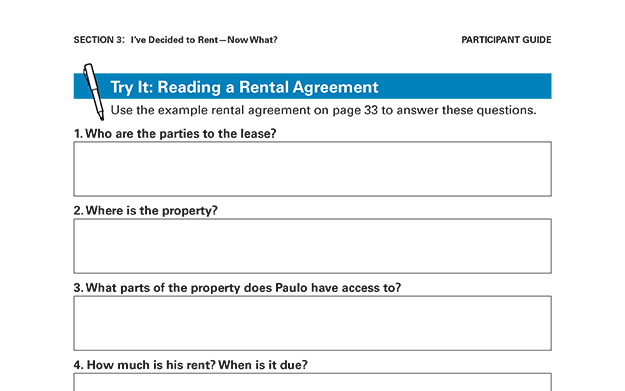 SECTION 3: I've Decided to Rent—Now What? PARTICIPANT GUIDE
Try It: Reading a Rental Agreement
Use the example rental agreement on page 33 to answer these questions.
1. Who are the parties to the lease?
2. Where is the property?
3. What parts of the property does Paulo have access to?
4. How much is his rent? When is it due?